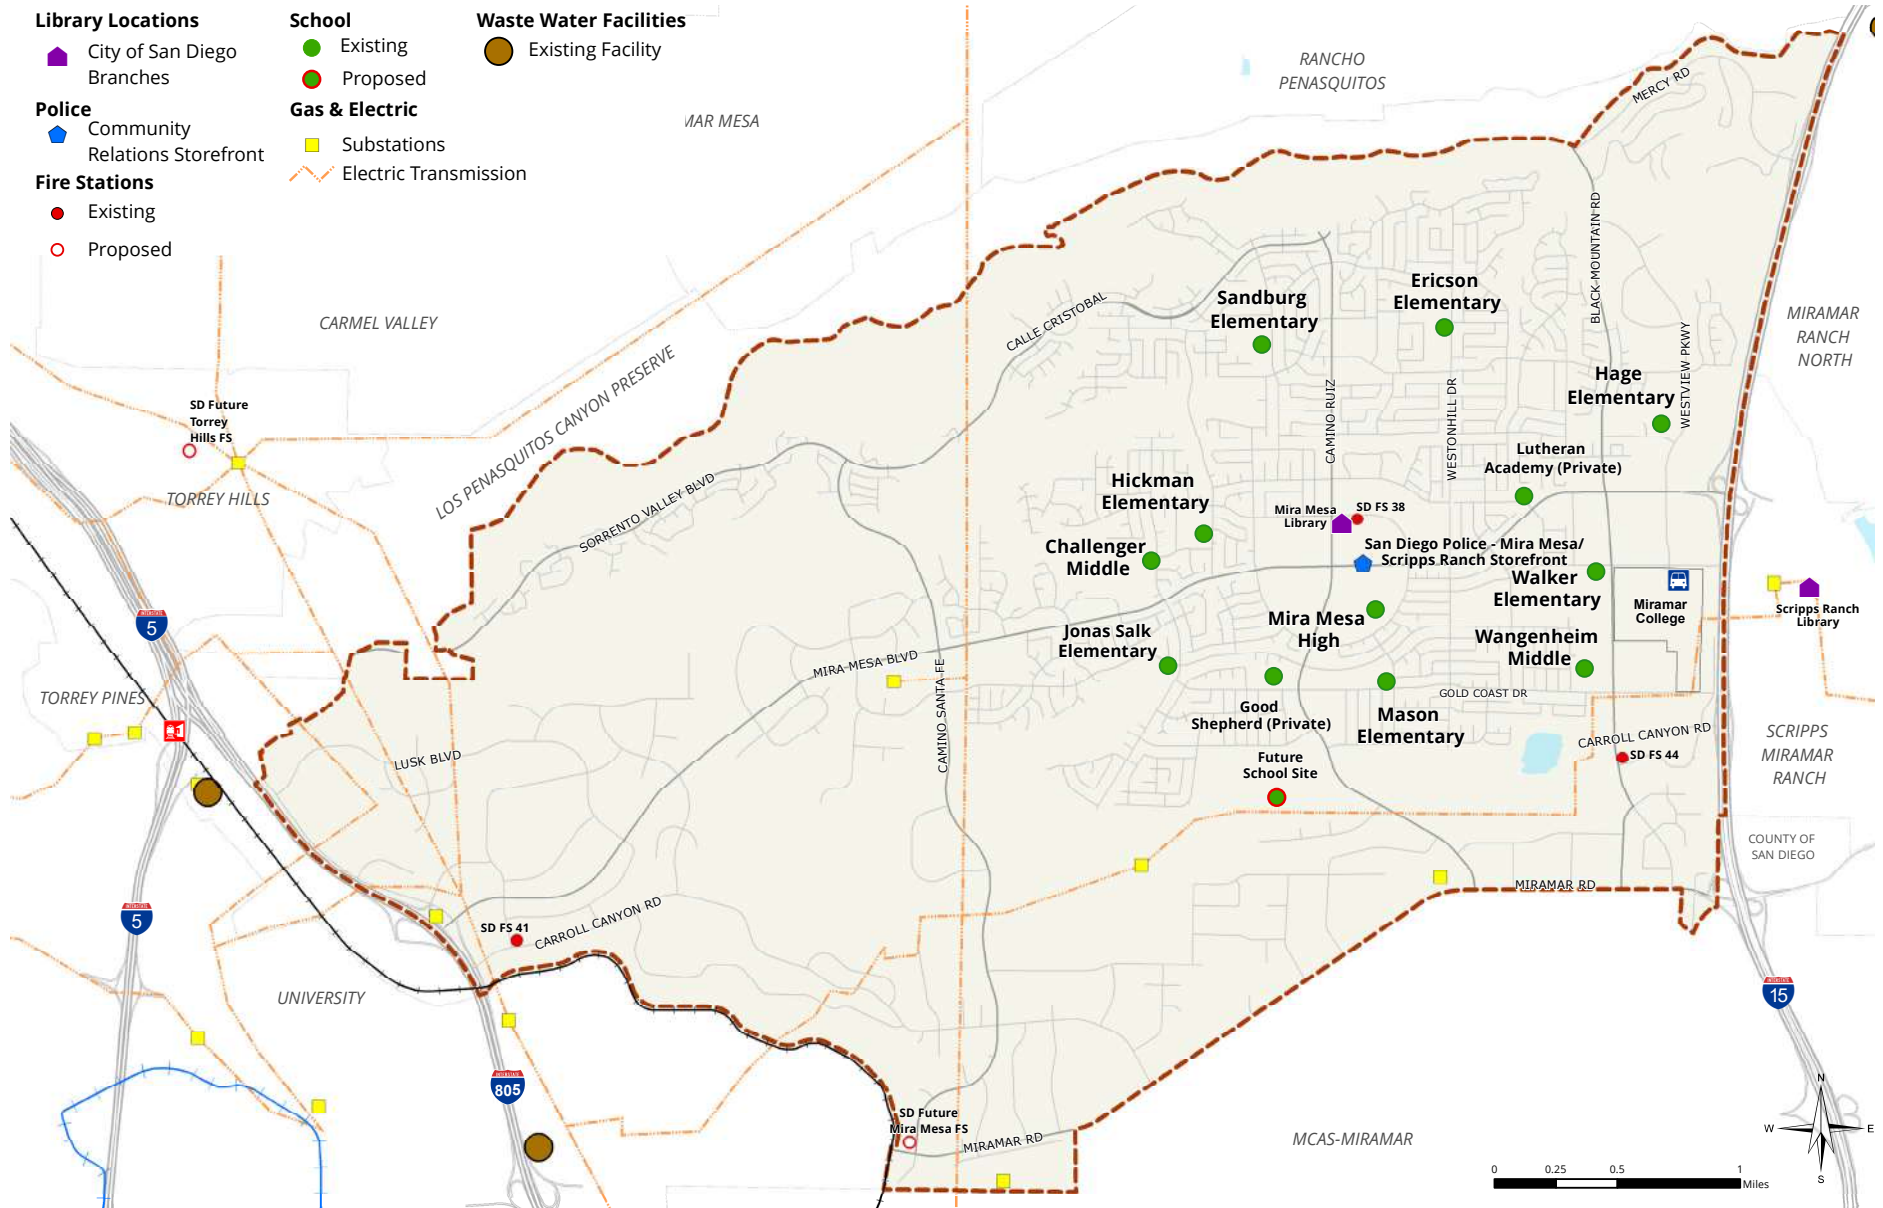 Library Locations
City of San Diego
Branches
Police
Community
Relations Storefront
Fire Stations
Existing
Proposed
School
Existing
Proposed
Gas & Electric
Substations
Electric Transmission
Waste Water Facilities
Existing Facility
MAR MESA
RANCHO
PENASQUITOS
MERCY RD
CARMEL VALLEY
LOS PENASQUITOS CANYON PRESERVE
CALLE CRISTOBAL
Sandburg
Elementary
Ericson
Elementary
BLACK MOUNTAIN RD
MIRAMAR
RANCH
NORTH
WESTVIEW PKWY
Hage
Elementary
CAMINO RUIZ
WESTONHILL DR
SD Future
Torrey
Hills FS
TORREY HILLS
SORRENTO VALLEY BLVD
Lutheran
Academy (Private)
Hickman
Elementary
Mira Mesa
Library
SD FS 38
San Diego Police - Mira Mesa/
Scripps Ranch Storefront
Challenger
Middle
Walker
Elementary
Miramar
College
Scripps Ranch
Library
INTERSTATE
5
Mira Mesa
High
Jonas Salk
Elementary
Wangenheim
Middle
MIRA MESA BLVD
CAMINO SANTA FE
TORREY PINES
GOLD COAST DR
Good
Shepherd (Private)
Mason
Elementary
CARROLL CANYON RD
SD FS 44
SCRIPPS
MIRAMAR
RANCH
LUSK BLVD
Future
School Site
COUNTY OF
SAN DIEGO
MIRAMAR RD
INTERSTATE
5
SD FS 41
CARROLL CANYON RD
UNIVERSITY
INTERSTATE
15
INTERSTATE
805
SD Future
Mira Mesa FS
MIRAMAR RD
MCAS-MIRAMAR
N
W
E
S
0
0.25
0.5
1
Miles